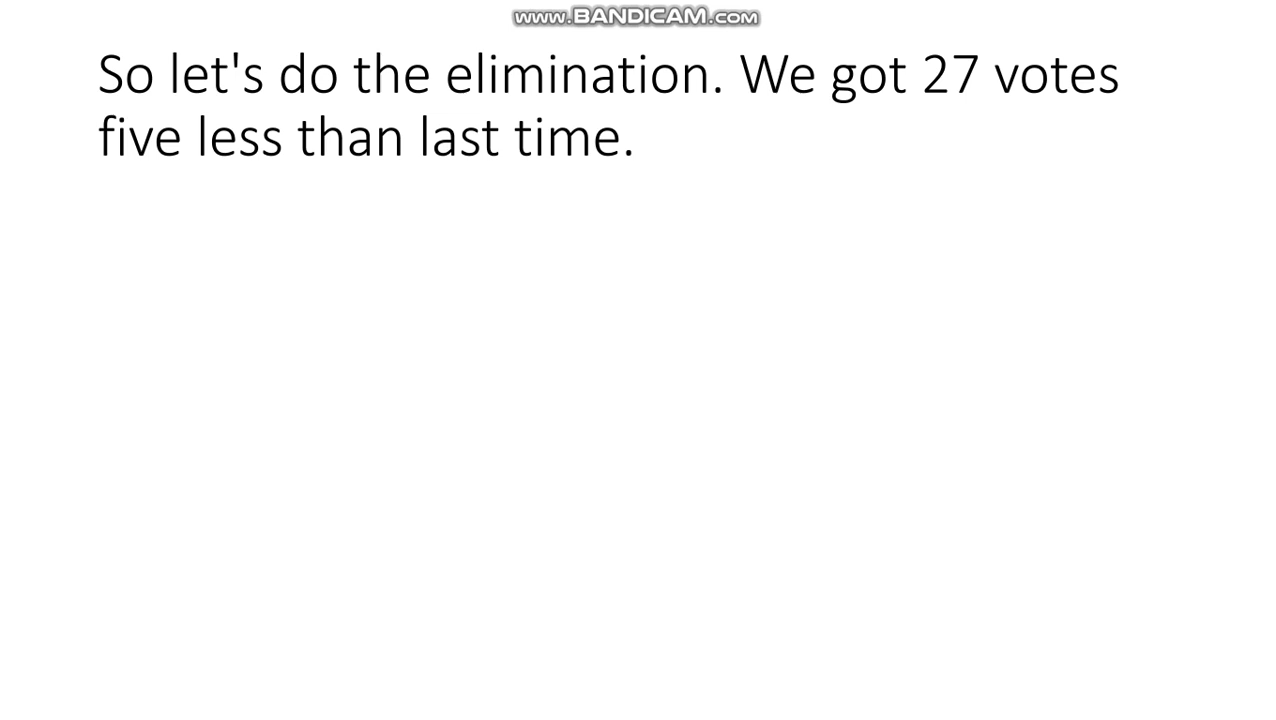 www.BANDICAM.com
So let's do the elimination. We got 27 votes
five less than last time.